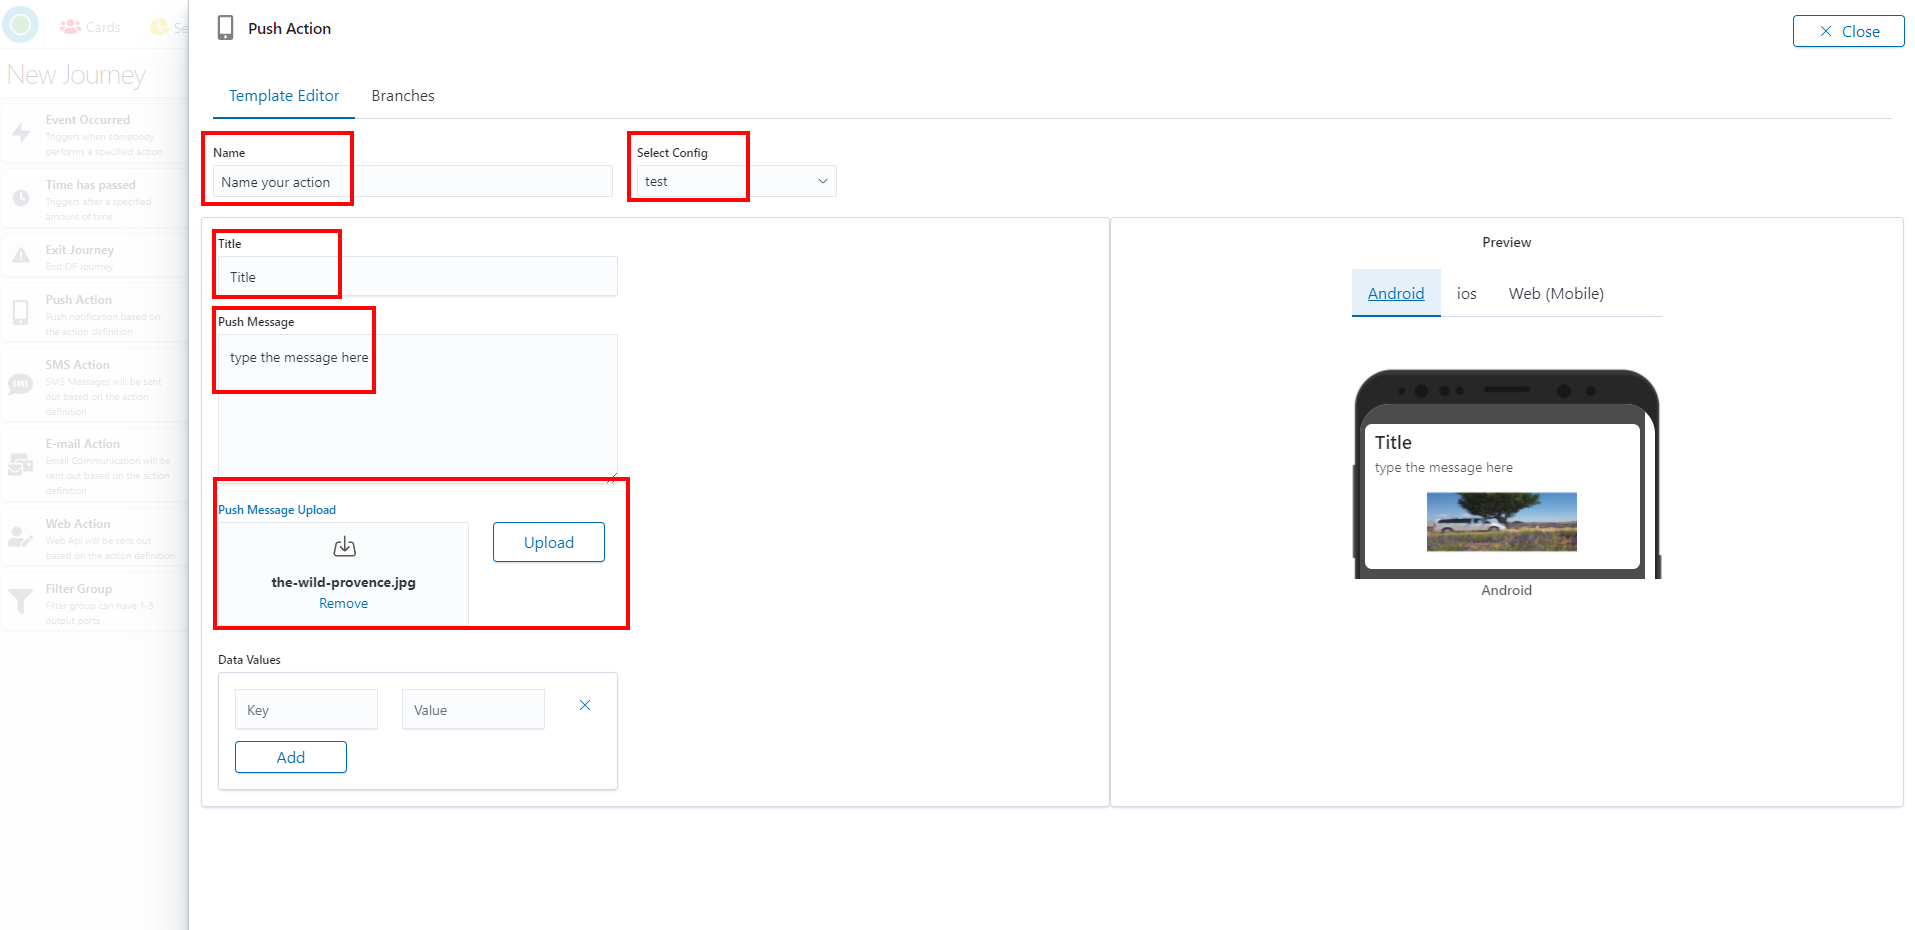 Cards
Se
New Journey
Event Occurred
Triggers when somebody
performs a specified action
Time has passed
Triggers after a specified
amount of time
Exit Journey
End OF Journey
Push Action
Push notification based on
the action definition
SMS Action
SMS Messages will be sent
out based on the action
definition
SMS
E-mail Action
Email Communication will be
sent out based on the action
definition
Web Action
Web Api will be sent out
based on the action definition
Filter Group
Filter group can have 1-5
output ports
Push Action
Close
Template Editor Branches
Name
Name your action
Select Config
test
Title
Title
Push Message
type the message here
Push Message Upload
the-wild-provence.jpg
Remove
Upload
Data Values
Key Value
Add
Preview
Android ios Web (Mobile)
Title
type the message here
Android